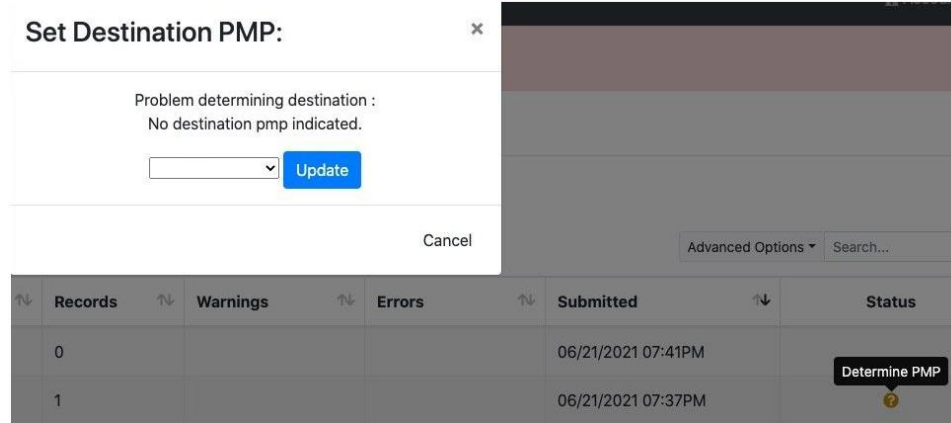 Set Destination PMP: ×
Problem determining destination :
No destination pmp indicated.
Update
Cancel
Advanced Options Search...
Records Warnings Errors Submitted Status
0 06/21/2021 07:41PM
Determine PMP
1 06/21/2021 07:37PM ?